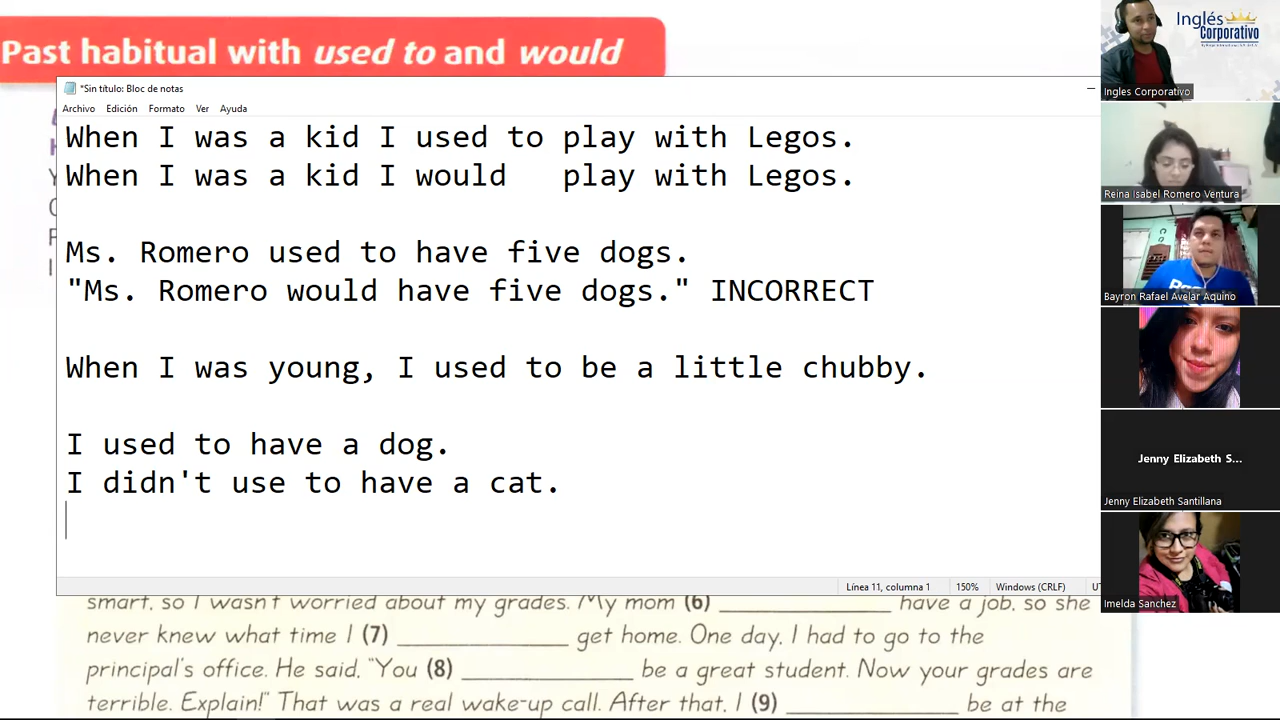 Past habitual with used to and would
*Sin título: Bloc de notas
Archivo Edición Formato Ver Ayuda
When I was a kid I used to play with Legos.
When I was a kid I would play with Legos.
Ms. Romero used to have five dogs.
"Ms. Romero would have five dogs." INCORRECT
When I was young, I used to be a little chubby.
I used to have a dog.
I didn't use to have a cat.
Línea 11, columna 1 150% Windows (CRLF)
smart, so I wasn't worried about my grades. My mom (6) ____________ have a job, so she
never knew what time I (7) ____________ get home. One day, I had to go to the
principal's office. He said, "You (8) ____________ be a great student. Now your grades are
terrible. Explain!" That was a real wake-up call. After that, I (9) ____________ be at the
Inglés
Corporativo
Ingles Corporativo
Reina Isabel Romero Ventura
Bayron Rafael Avelar Aquino
Jenny Elizabeth S...
Jenny Elizabeth Santillana
Imelda Sanchez